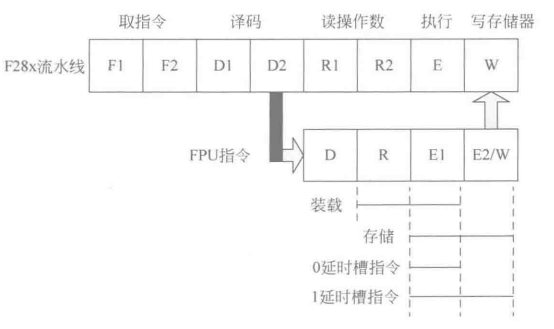 取指令 译码 读操作数 执行 写存储器
F28x流水线 F1 F2 D1 D2 R1 R2 E W
FPU指令 D R E1 E2/W
装载
存储
0延时槽指令
1延时槽指令